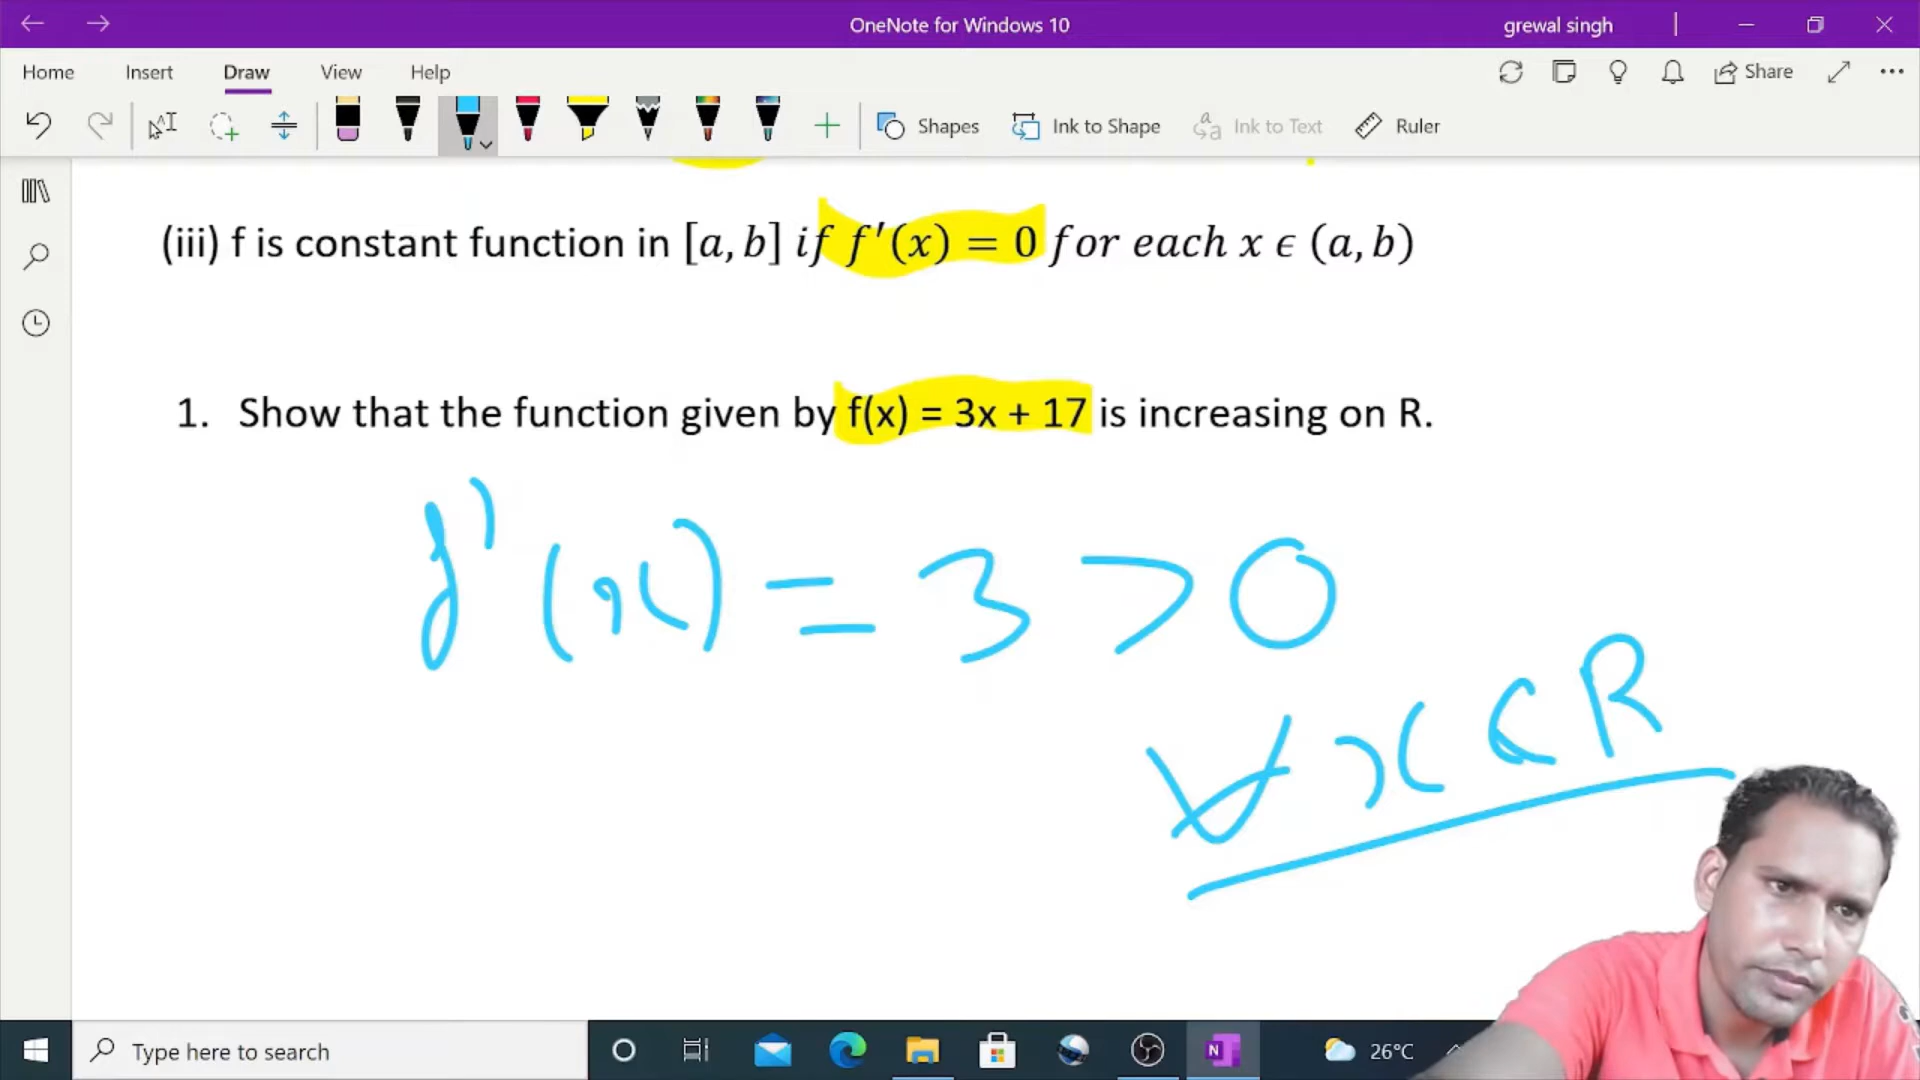 OneNote for Windows 10
grewal singh
Home Insert Draw View Help
Share
Shapes Ink to Shape Ink to Text Ruler
(iii) f is constant function in [a, b] if f′(x) = 0 for each x ϵ (a, b)
1. Show that the function given by f(x) = 3x + 17 is increasing on R.
f'(x) = 3 > 0
∀ x ∈ R
Type here to search
26°C